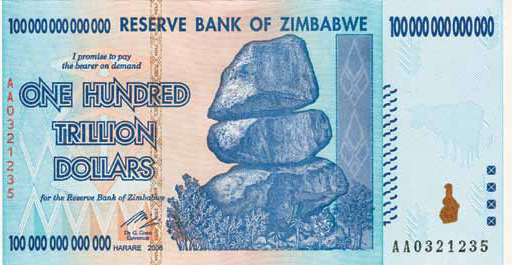 100 000 000 000 000 RESERVE BANK OF ZIMBABWE 100 000 000 000 000
I promise to pay
the bearer on demand
ONE HUNDRED
TRILLION
DOLLARS
for the Reserve Bank of Zimbabwe
Dr G. Gono
Governor
100 000 000 000 000 HARARE 2008
AA0321235
AA0321235